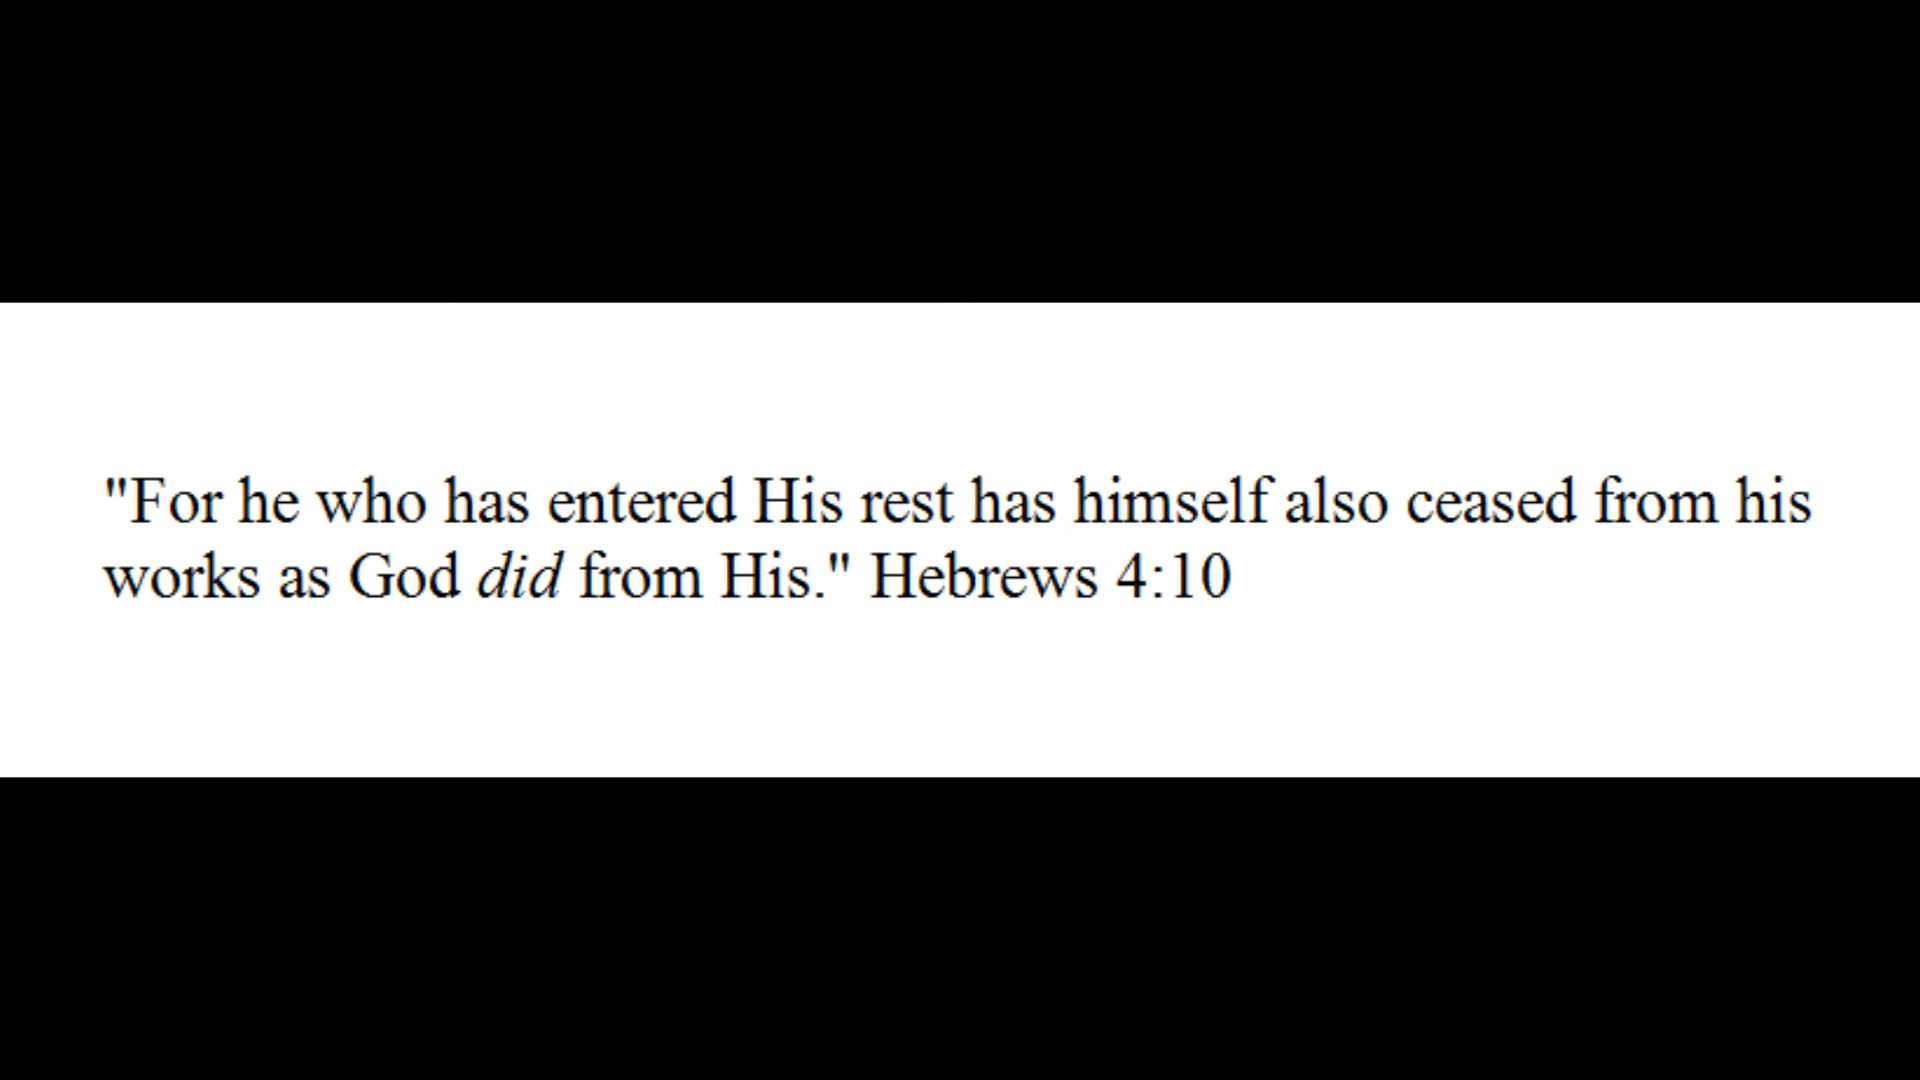 "For he who has entered His rest has himself also ceased from his
works as God did from His." Hebrews 4:10